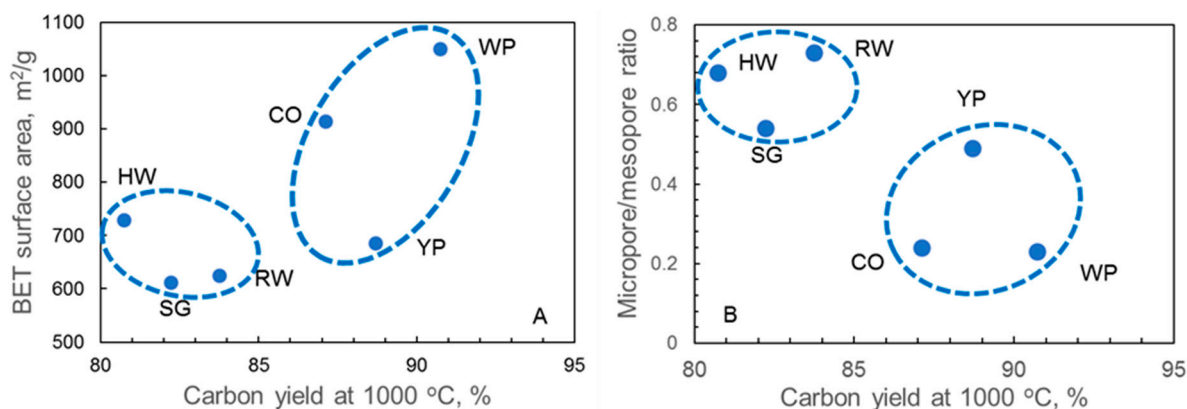 BET surface area, m²/g
1100
1000
900
800
700
600
500
WP
CO
HW
YP
RW
SG
A
80
85
90
95
Carbon yield at 1000 °C, %
Micropore/mesopore ratio
0.8
0.6
0.4
0.2
0
HW
RW
YP
SG
CO
WP
B
80
85
90
95
Carbon yield at 1000 °C, %